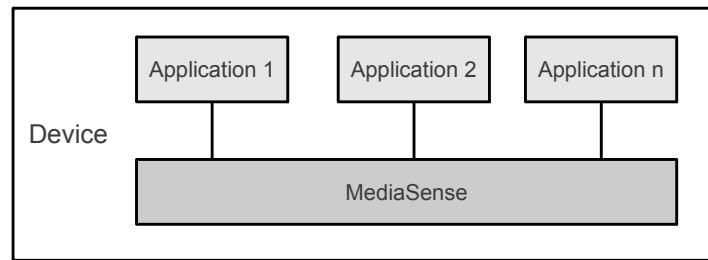 Application 1
Application 2
Application n
Device
MediaSense